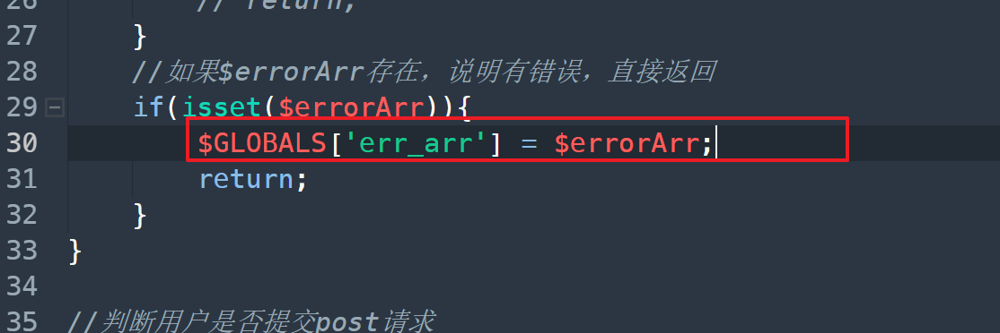 26 // return;
27 }
28 //如果$errorArr存在，说明有错误，直接返回
29 if(isset($errorArr)){
30 $GLOBALS['err_arr'] = $errorArr;
31 return;
32 }
33 }
34
35 //判断用户是否提交post请求